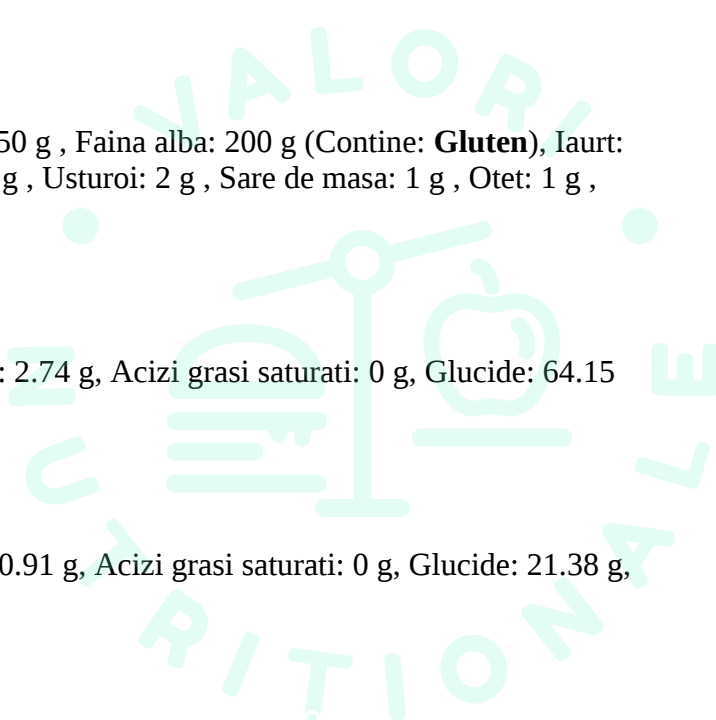 VALORI
50 g , Faina alba: 200 g (Contine: Gluten), Iaurt:
g , Usturoi: 2 g , Sare de masa: 1 g , Otet: 1 g ,
: 2.74 g, Acizi grasi saturati: 0 g, Glucide: 64.15
0.91 g, Acizi grasi saturati: 0 g, Glucide: 21.38 g,
NUTRITIONALE